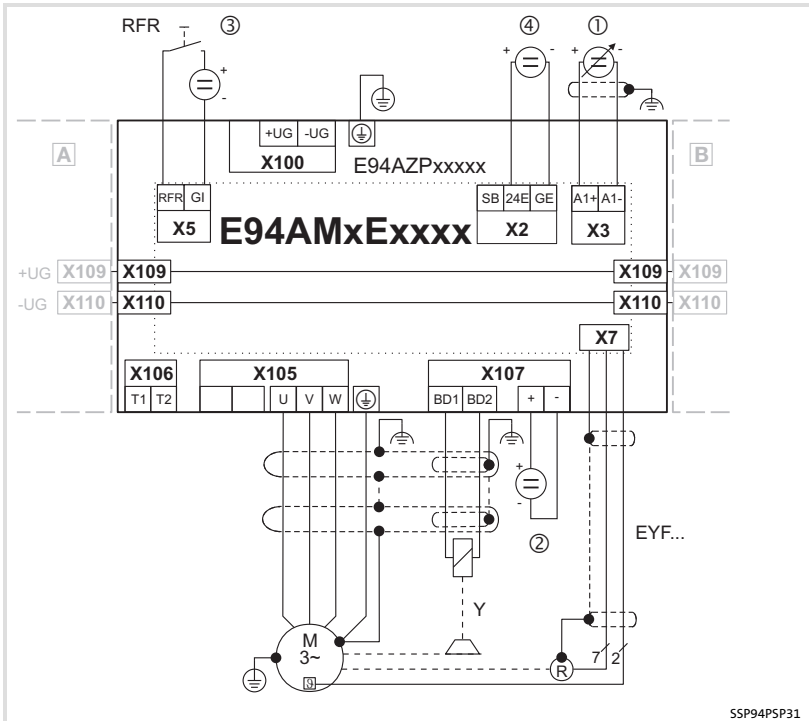 RFR ③ ④ ①
+ - + -
+
-
+UG -UG
X100 E94AZPxxxxx
A B
RFR GI SB 24E GE A1+ A1-
X5 E94AMxExxxx X2 X3
+UG X109 X109 X109 X109
-UG X110 X110 X110 X110
X7
X106 X105 X107
T1 T2 U V W BD1 BD2 + -
+
-
② EYF...
Y
M
3~
7 2
R
ϑ
SSP94PSP31